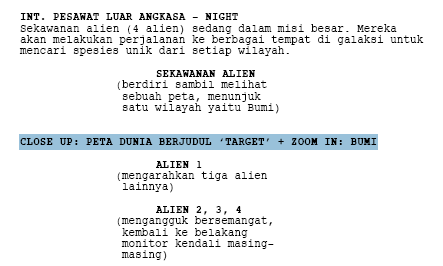 INT. PESAWAT LUAR ANGKASA – NIGHT
Sekawanan alien (4 alien) sedang dalam misi besar. Mereka
akan melakukan perjalanan ke berbagai tempat di galaksi untuk
mencari spesies unik dari setiap wilayah.
SEKAWANAN ALIEN
(berdiri sambil melihat
sebuah peta, menunjuk
satu wilayah yaitu Bumi)
CLOSE UP: PETA DUNIA BERJUDUL ‘TARGET’ + ZOOM IN: BUMI
ALIEN 1
(mengarahkan tiga alien
lainnya)
ALIEN 2, 3, 4
(mengangguk bersemangat,
kembali ke belakang
monitor kendali masing-
masing)